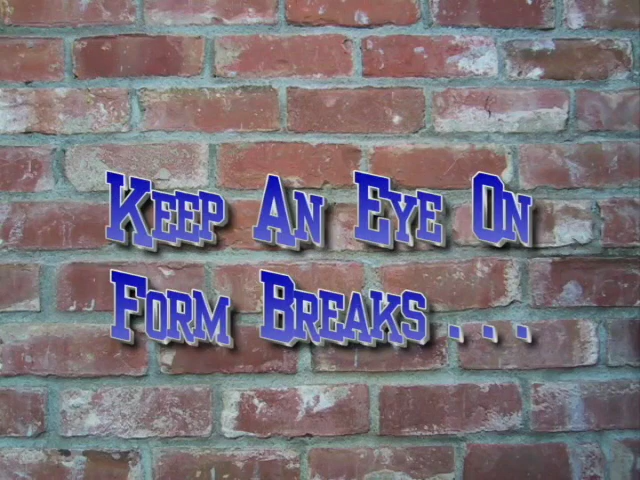 Keep An Eye On
Form Breaks . . .